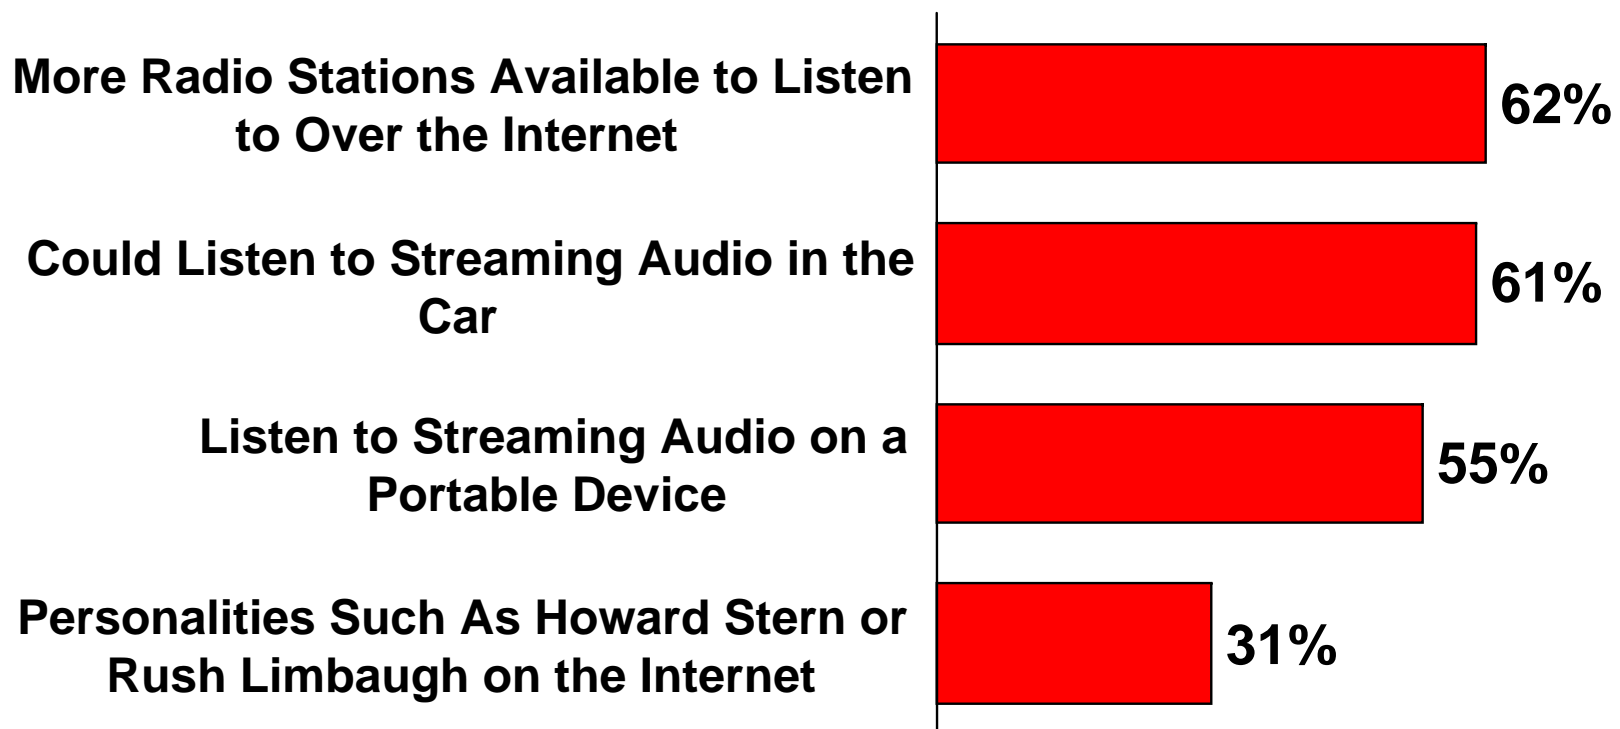 More Radio Stations Available to Listen
to Over the Internet
62%
Could Listen to Streaming Audio in the
Car
61%
Listen to Streaming Audio on a
Portable Device
55%
Personalities Such As Howard Stern or
Rush Limbaugh on the Internet
31%